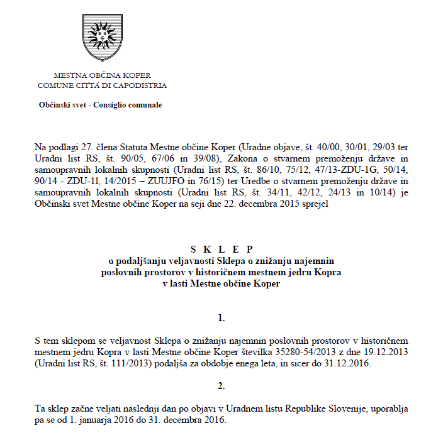 MESTNA OBČINA KOPER
COMUNE CITTÀ DI CAPODISTRIA
Občinski svet - Consiglio comunale
Na podlagi 27. člena Statuta Mestne občine Koper (Uradne objave, št. 40/00, 30/01, 29/03 ter
Uradni list RS, št. 90/05, 67/06 in 39/08), Zakona o stvarnem premoženju države in
samoupravnih lokalnih skupnosti (Uradni list RS, št. 86/10, 75/12, 47/13-ZDU-1G, 50/14,
90/14 - ZDU-1I, 14/2015 – ZUUJFO in 76/15) ter Uredbe o stvarnem premoženju države in
samoupravnih lokalnih skupnosti (Uradni list RS, št. 34/11, 42/12, 24/13 in 10/14) je
Občinski svet Mestne občine Koper na seji dne 22. decembra 2015 sprejel
S K L E P
o podaljšanju veljavnosti Sklepa o znižanju najemnin
poslovnih prostorov v historičnem mestnem jedru Kopra
v lasti Mestne občine Koper
1.
S tem sklepom se veljavnost Sklepa o znižanju najemnin poslovnih prostorov v historičnem
mestnem jedru Kopra v lasti Mestne občine Koper številka 35280-54/2013 z dne 19.12.2013
(Uradni list RS, št. 111/2013) podaljša za obdobje enega leta, in sicer do 31.12.2016.
2.
Ta sklep začne veljati naslednji dan po objavi v Uradnem listu Republike Slovenije, uporablja
pa se od 1. januarja 2016 do 31. decembra 2016.